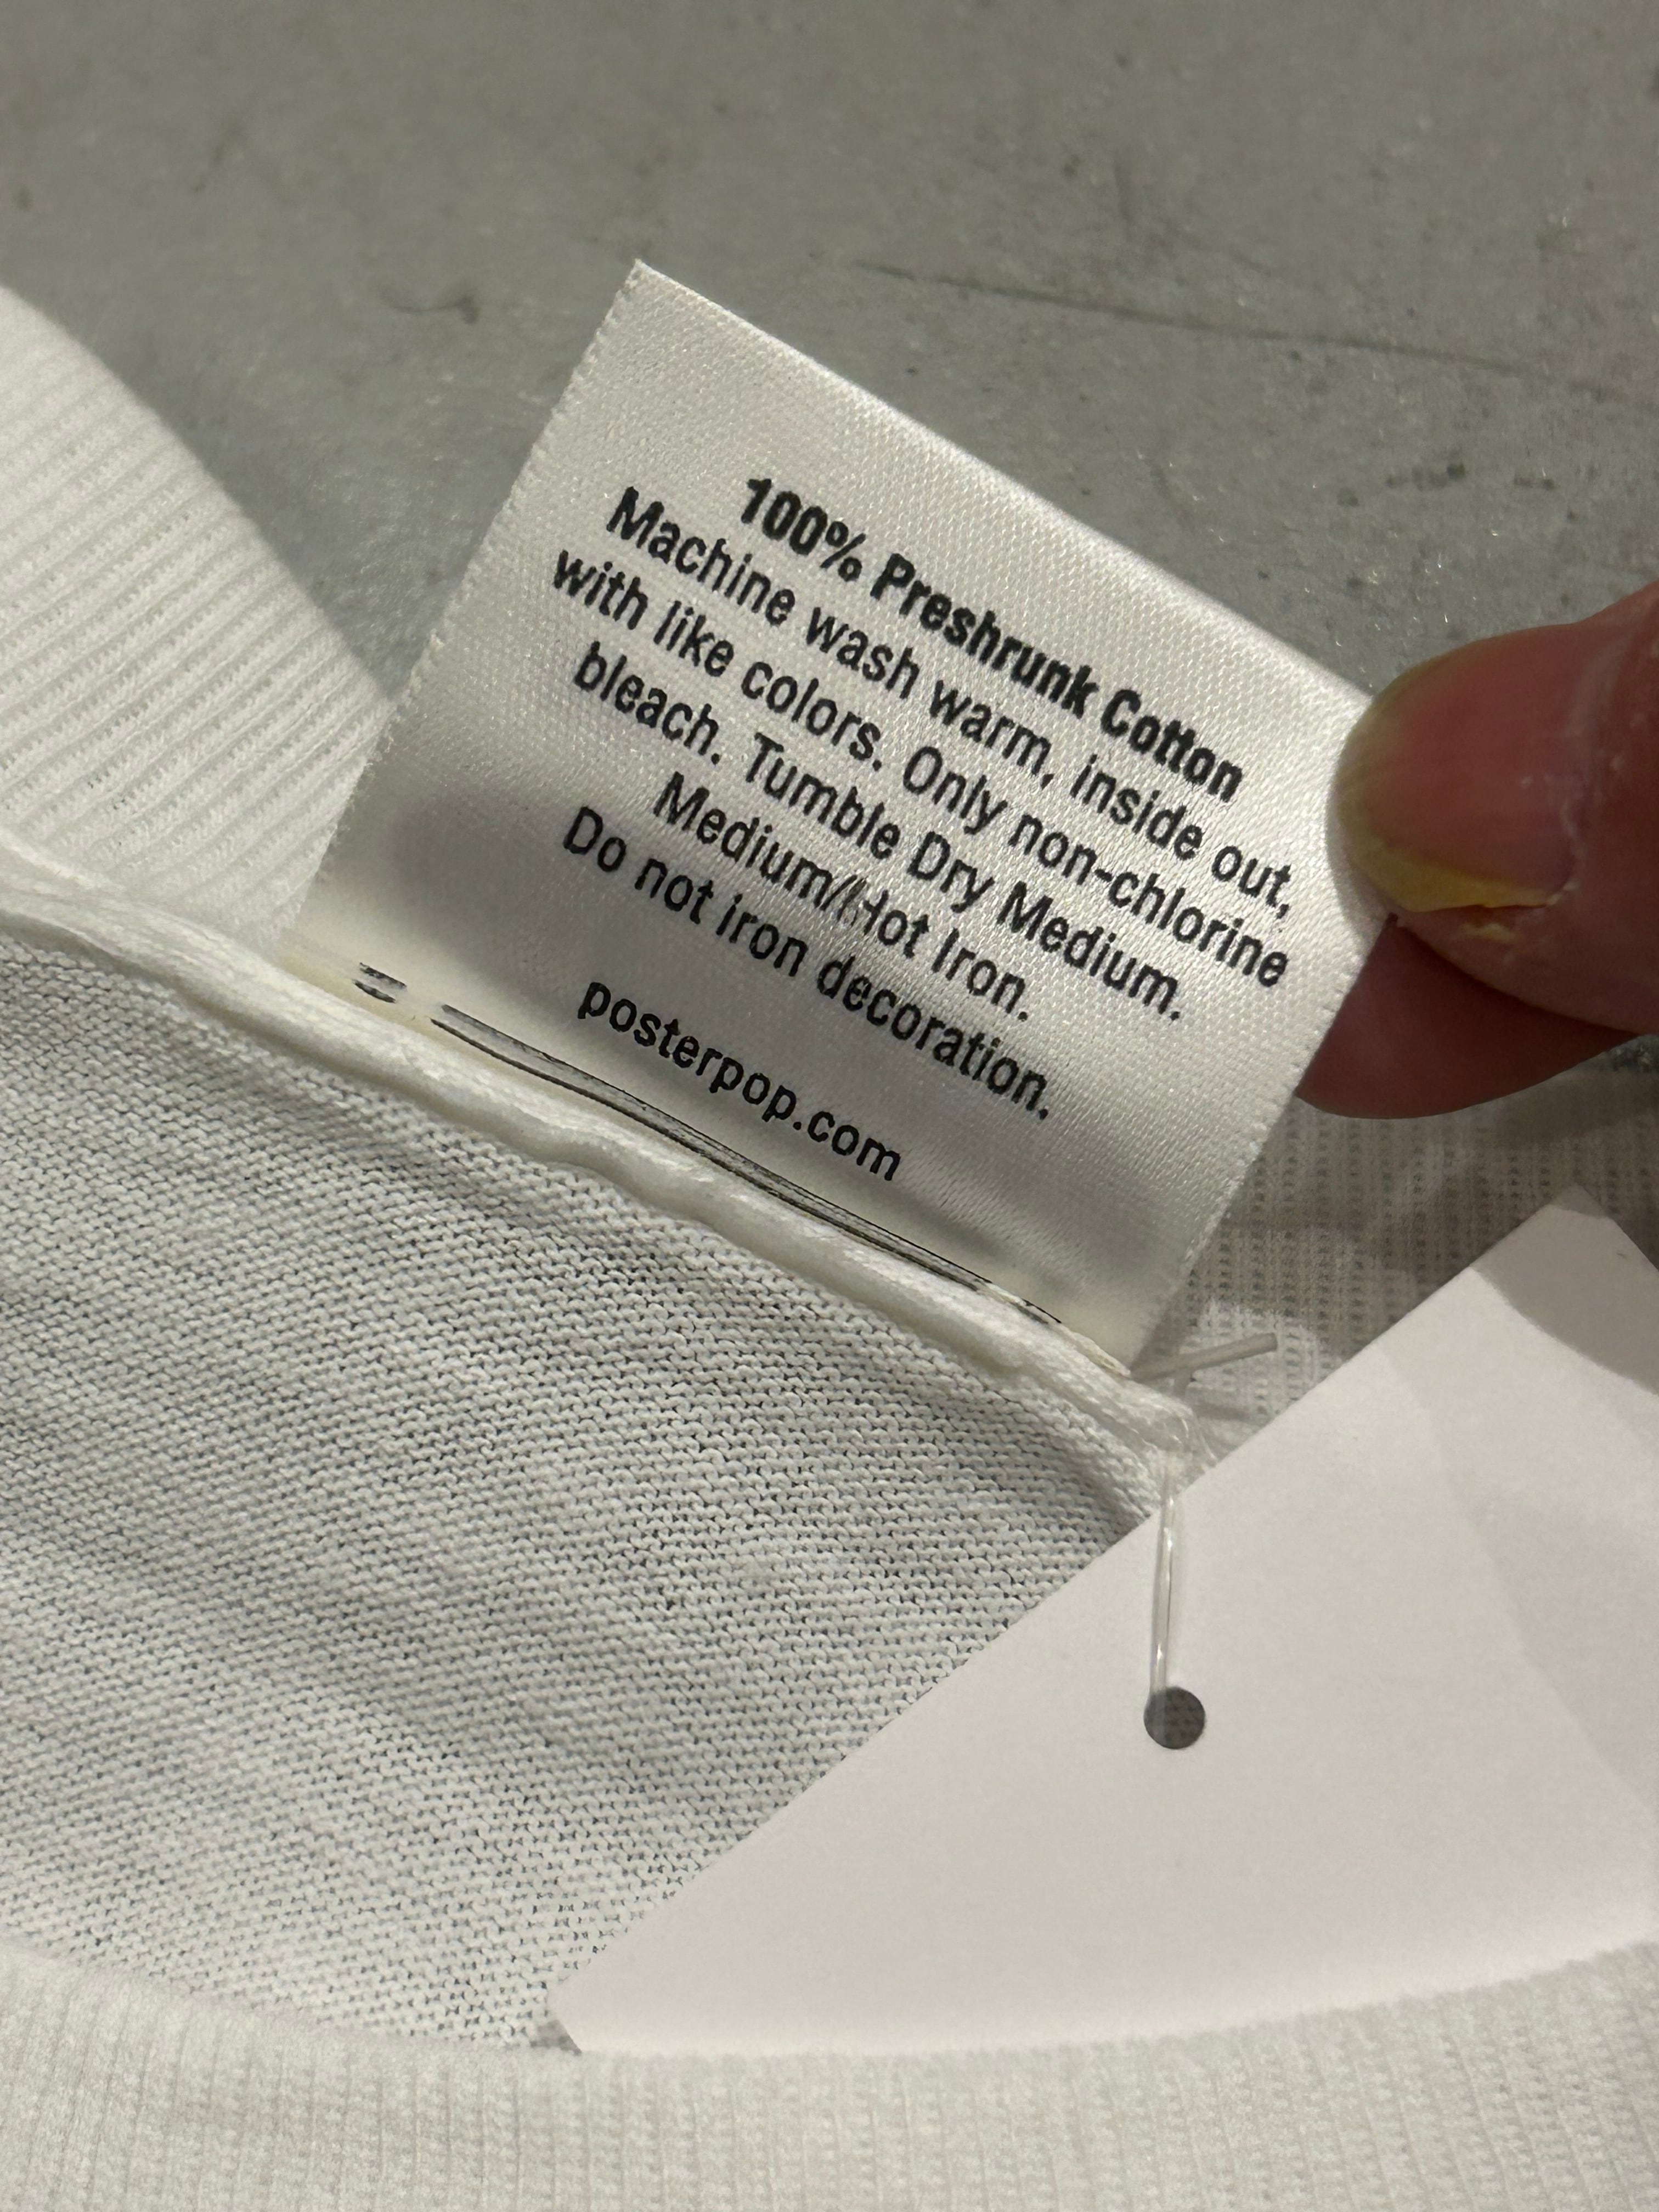 100% Preshrunk Cotton
Machine wash warm, inside out,
with like colors. Only non-chlorine
bleach. Tumble Dry Medium.
Medium/Hot Iron.
Do not iron decoration.
posterpop.com